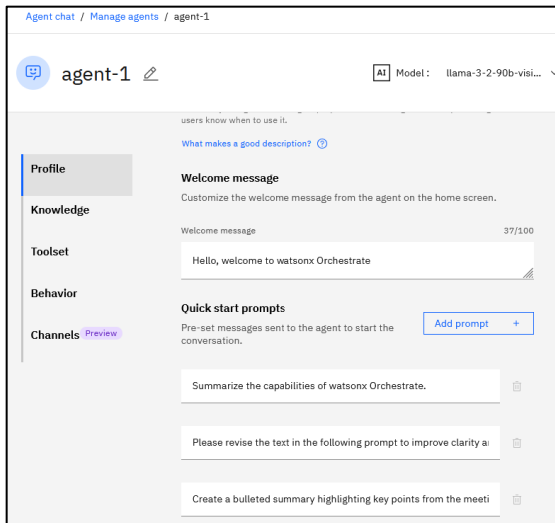 Agent chat / Manage agents / agent-1
agent-1
AI Model : llama-3-2-90b-visi...
users know when to use it.
What makes a good description?
Profile
Knowledge
Toolset
Behavior
Channels Preview
Welcome message
Customize the welcome message from the agent on the home screen.
Welcome message 37/100
Hello, welcome to watsonx Orchestrate
Quick start prompts
Pre-set messages sent to the agent to start the
conversation.
Add prompt +
Summarize the capabilities of watsonx Orchestrate.
Please revise the text in the following prompt to improve clarity
Create a bulleted summary highlighting key points from the meeti